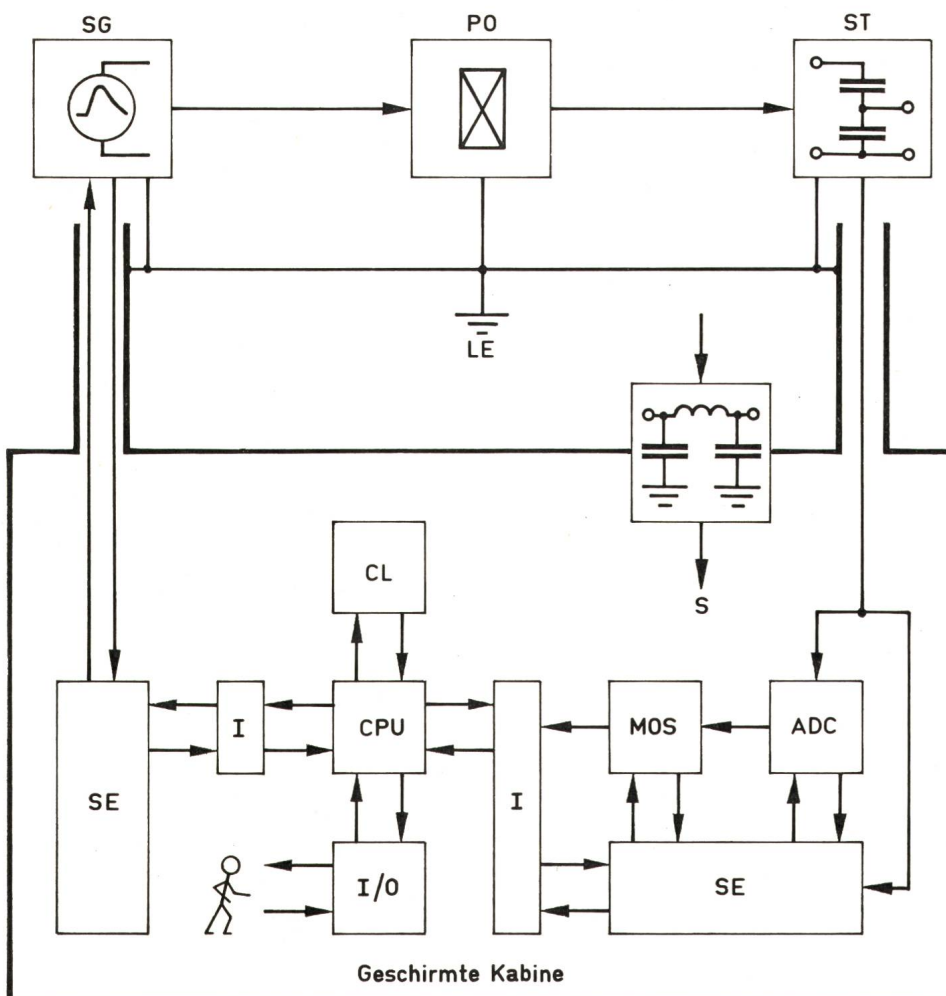 SG PO ST
LE
S
CL
I CPU MOS ADC
SE I
I/O SE
Geschirmte Kabine